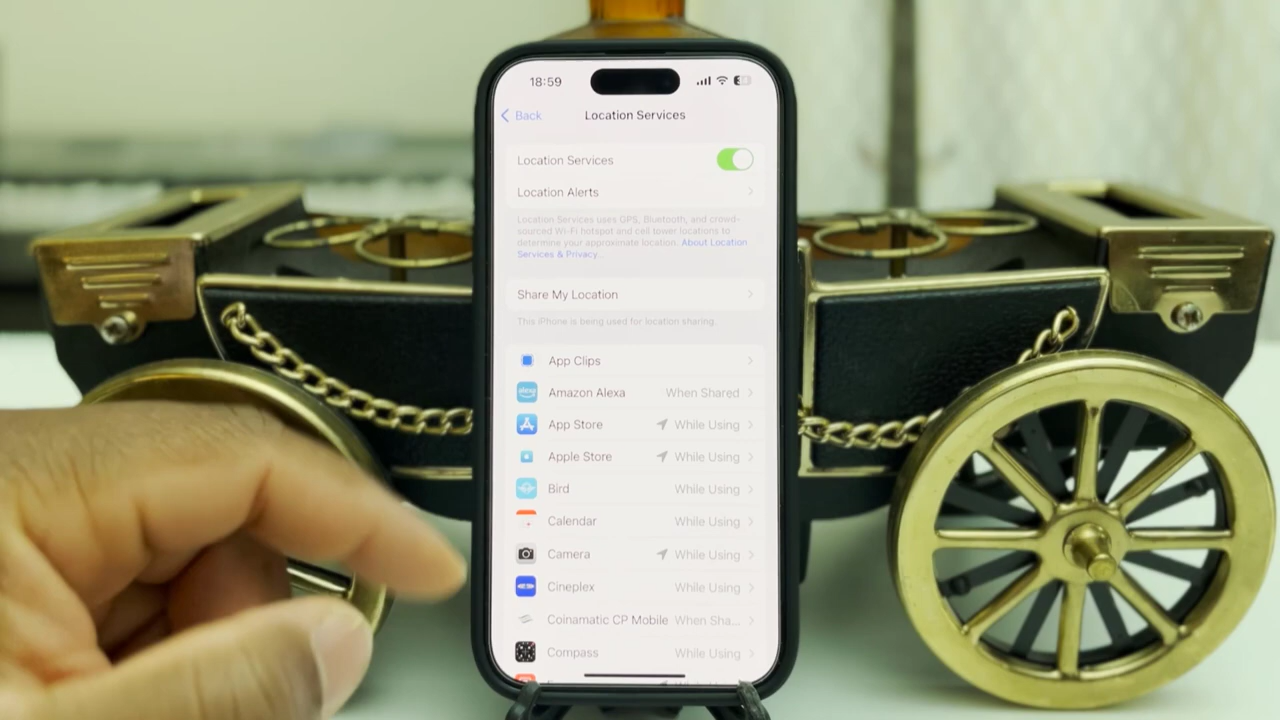 18:59
Back
Location Services
Location Services
Location Alerts
Location Services uses GPS, Bluetooth, and crowd-
sourced Wi-Fi hotspot and cell tower locations to
determine your approximate location. About Location
Services & Privacy...
Share My Location
This iPhone is being used for location sharing.
App Clips
alexa Amazon Alexa When Shared
App Store While Using
Apple Store While Using
Bird While Using
Calendar While Using
Camera While Using
Cineplex While Using
Coinamatic CP Mobile When Sha...
Compass While Using